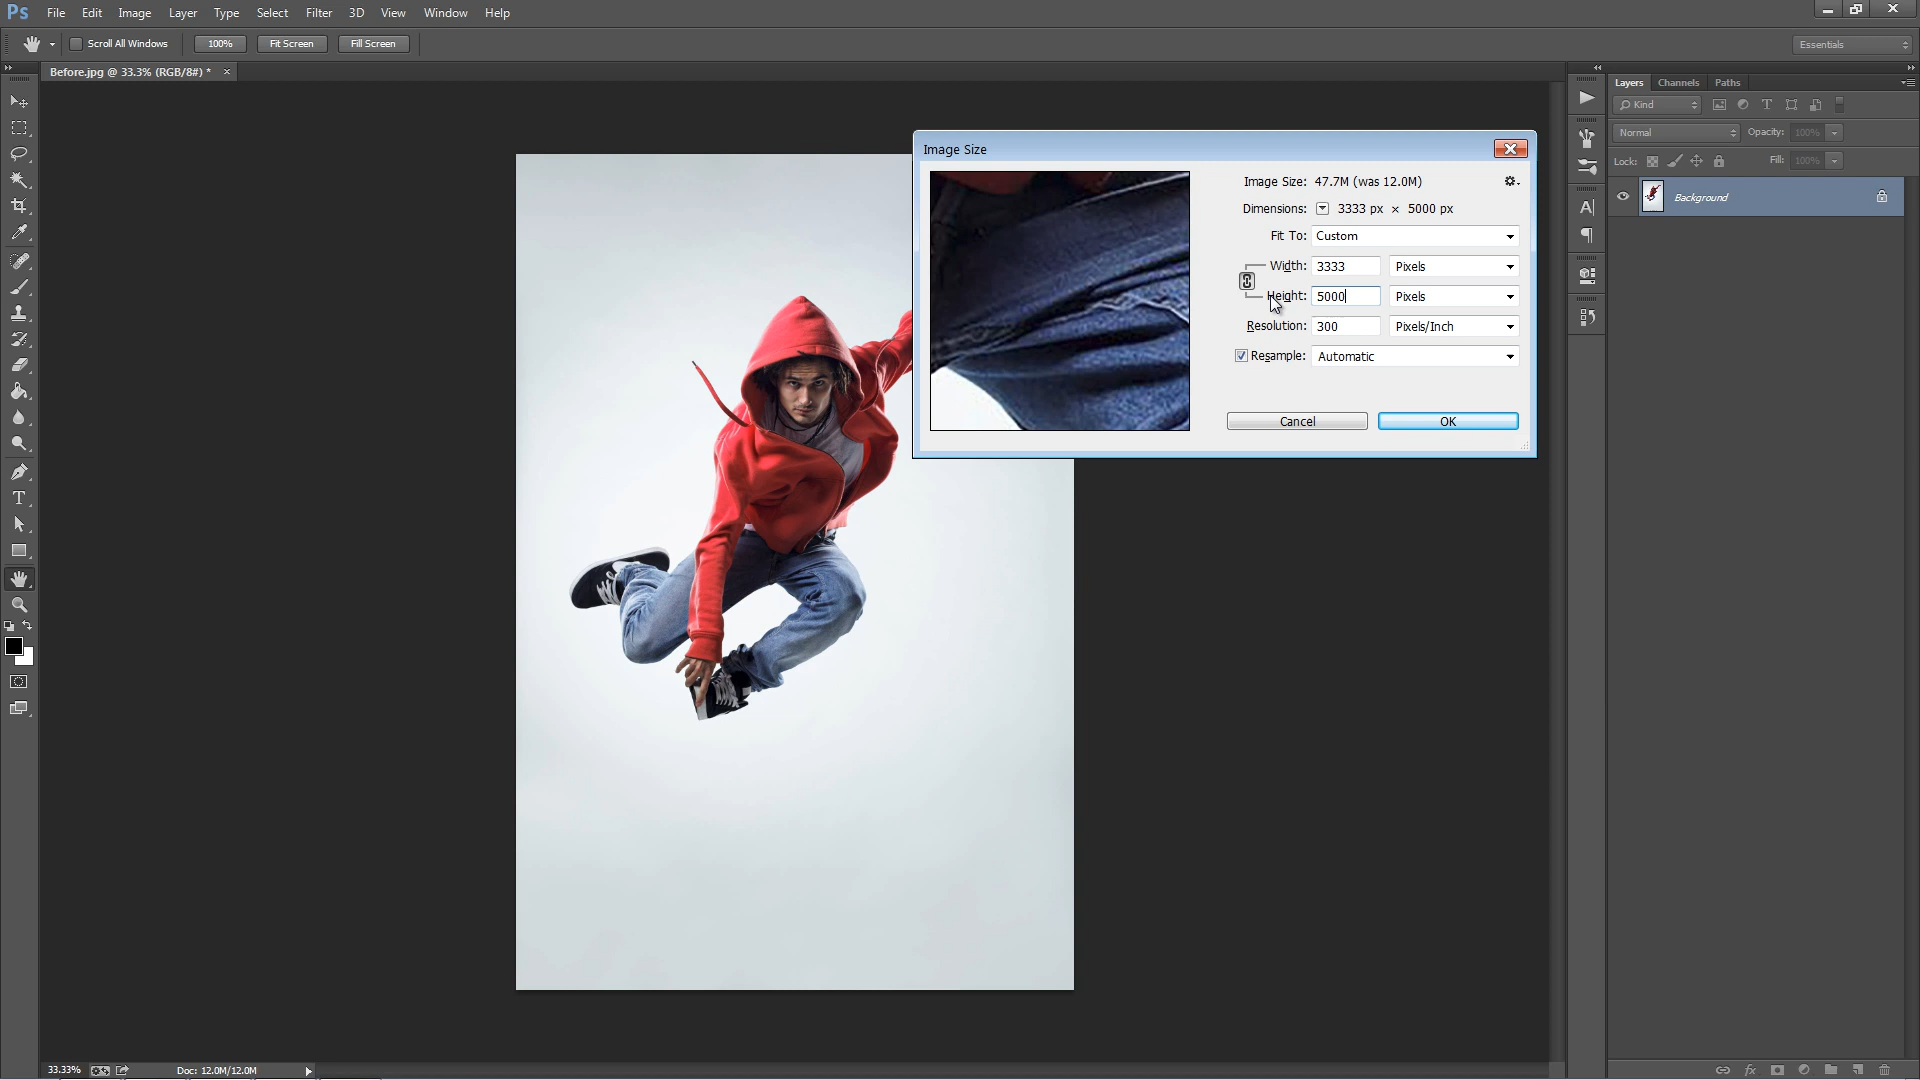 Ps File Edit Image Layer Type Select Filter 3D View Window Help
Scroll All Windows 100% Fit Screen Fill Screen Essentials
Before.jpg @ 33.3% (RGB/8#) * ×
Layers Channels Paths
Kind
Normal Opacity: 100%
Lock: Fill: 100%
Background
Image Size
Image Size: 47.7M (was 12.0M)
Dimensions: 3333 px × 5000 px
Fit To: Custom
Width: 3333 Pixels
Height: 5000 Pixels
Resolution: 300 Pixels/Inch
Resample: Automatic
Cancel OK
33.33% Doc: 12.0M/12.0M